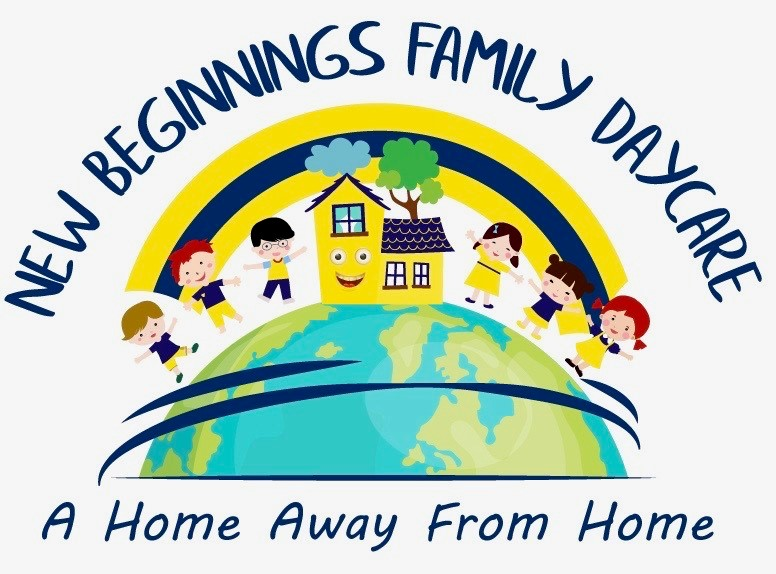 NEW BEGINNINGS FAMILY DAYCARE
A Home Away From Home